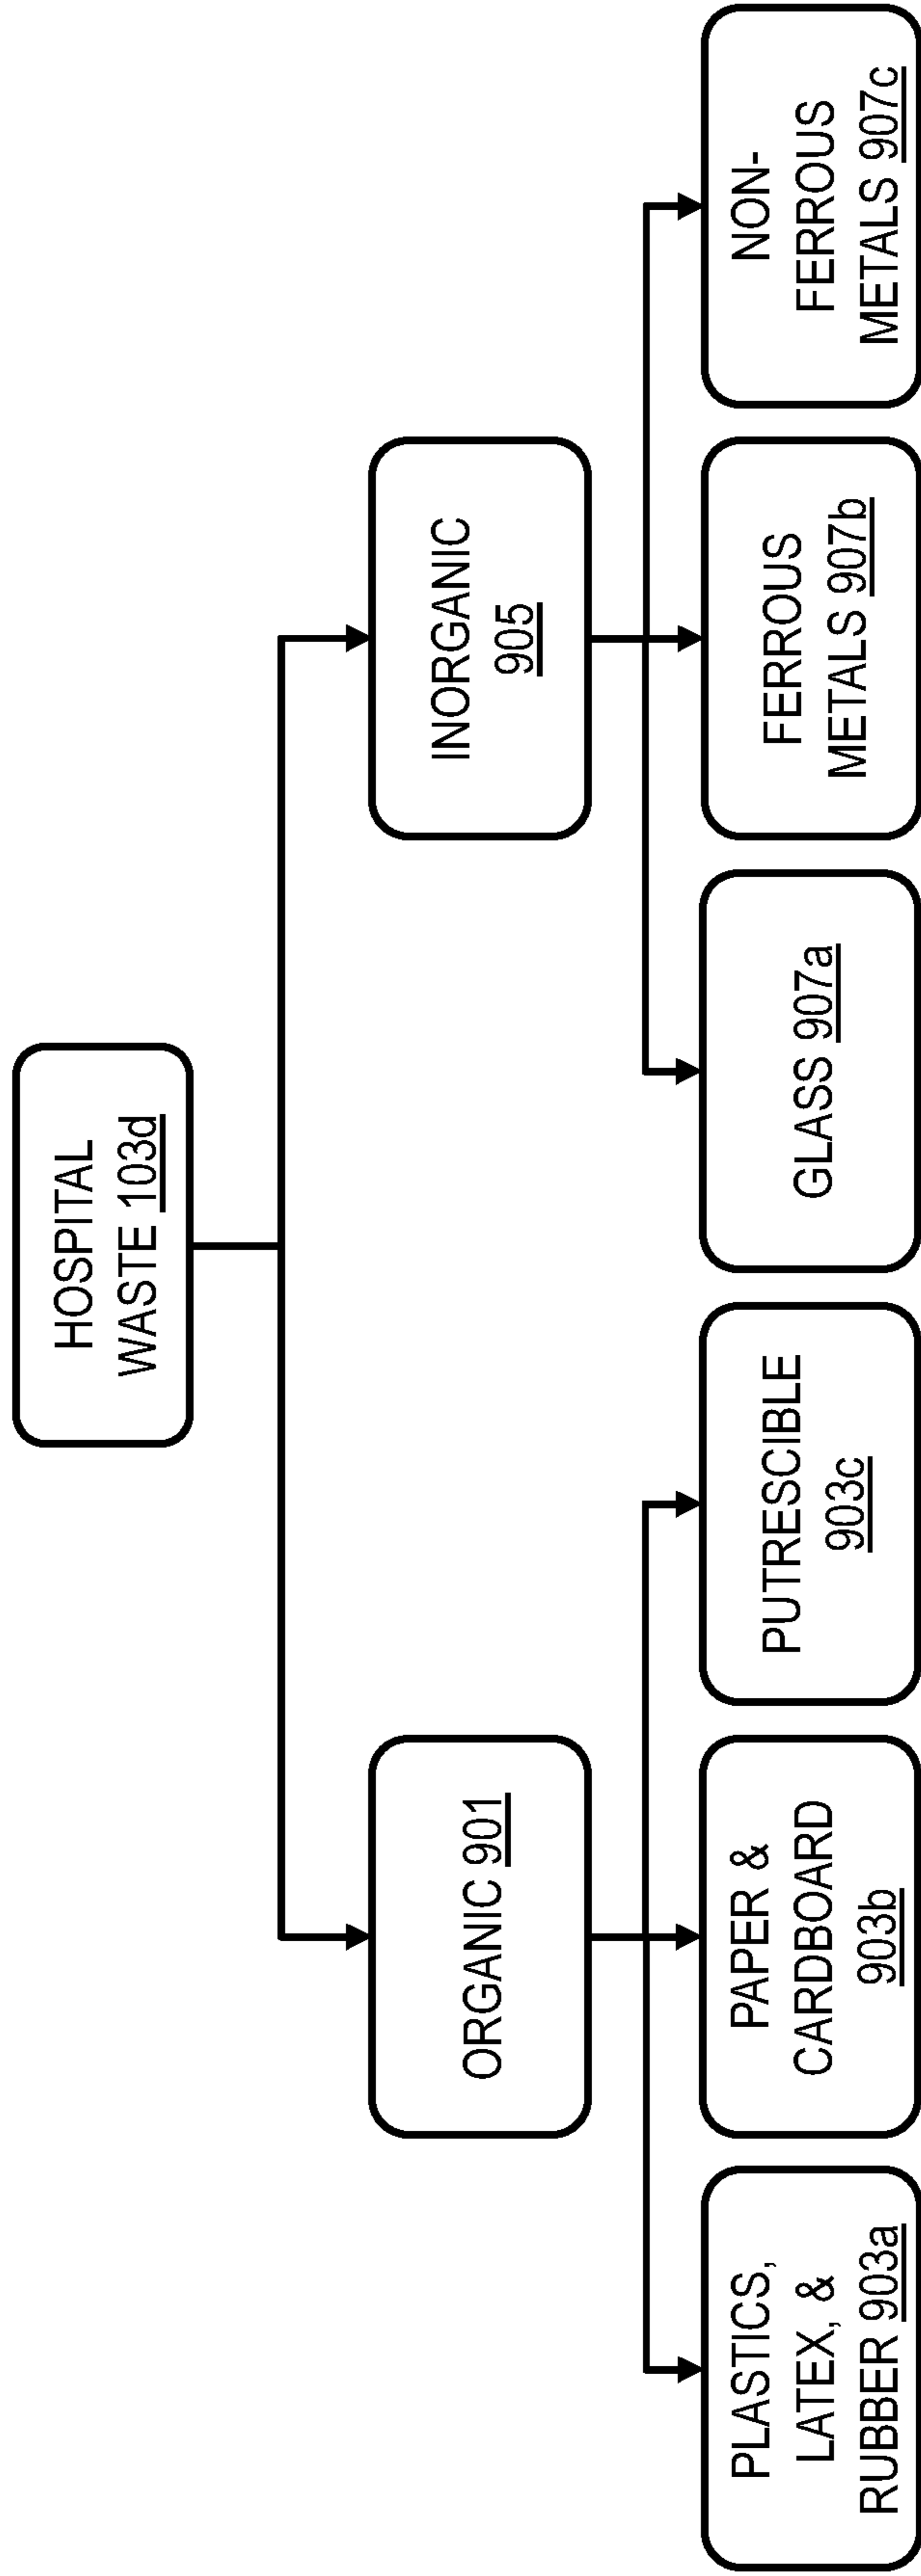 HOSPITAL
WASTE 103d
ORGANIC 901
INORGANIC
905
PLASTICS,
LATEX, &
RUBBER 903a
PAPER &
CARDBOARD
903b
PUTRESCIBLE
903c
GLASS 907a
FERROUS
METALS 907b
NON-
FERROUS
METALS 907c